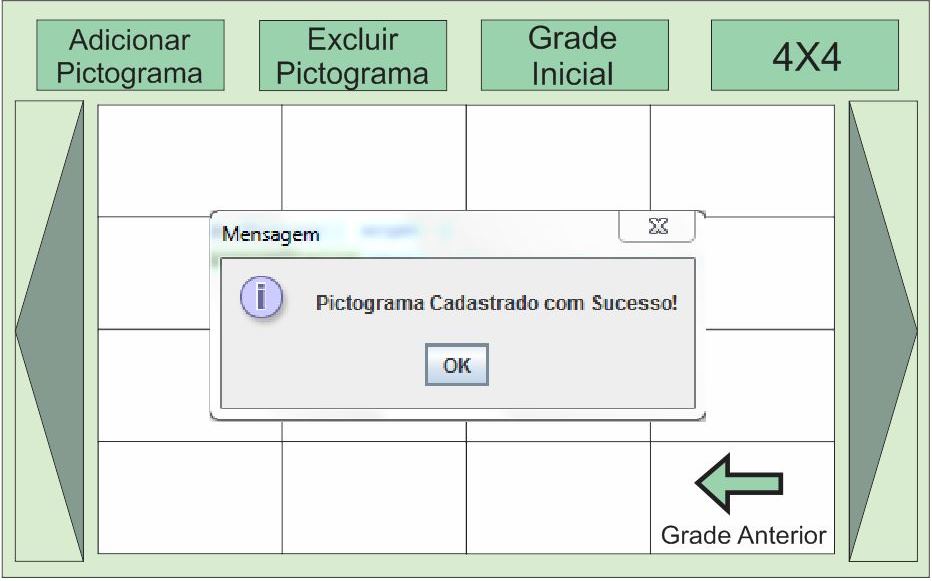 Adicionar
Pictograma
Excluir
Pictograma
Grade
Inicial
4X4
Mensagem
Pictograma Cadastrado com Sucesso!
OK
Grade Anterior